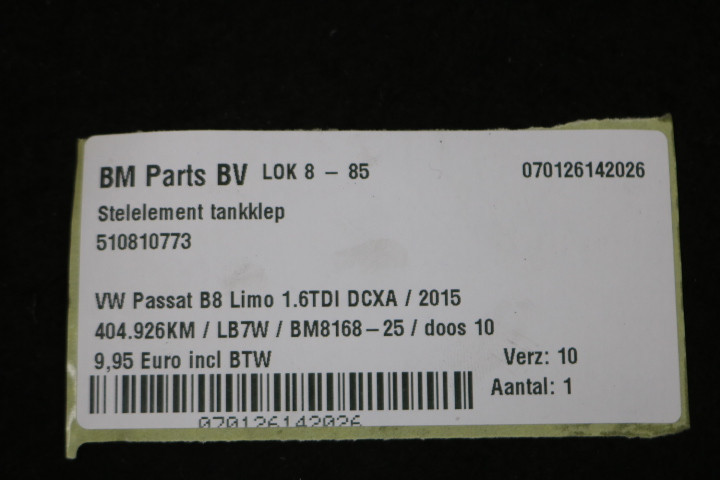 BM Parts BV LOK 8 - 85 070126142026
Stelelement tankklep
510810773
VW Passat B8 Limo 1.6TDI DCXA / 2015
404.926KM / LB7W / BM8168-25 / doos 10
9,95 Euro incl BTW Verz: 10
Aantal: 1
070126142026